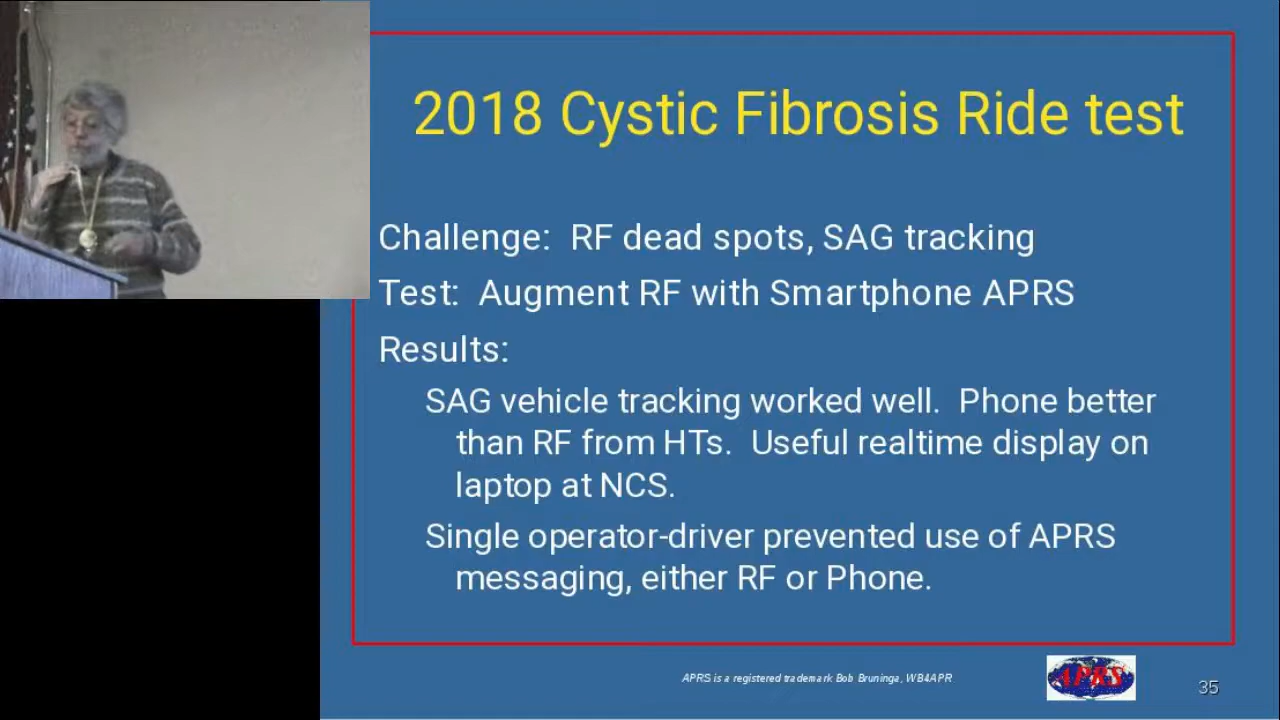 2018 Cystic Fibrosis Ride test
Challenge: RF dead spots, SAG tracking
Test: Augment RF with Smartphone APRS
Results:
SAG vehicle tracking worked well. Phone better
than RF from HTs. Useful realtime display on
laptop at NCS.
Single operator-driver prevented use of APRS
messaging, either RF or Phone.
APRS is a registered trademark Bob Bruninga, WB4APR
APRS
35